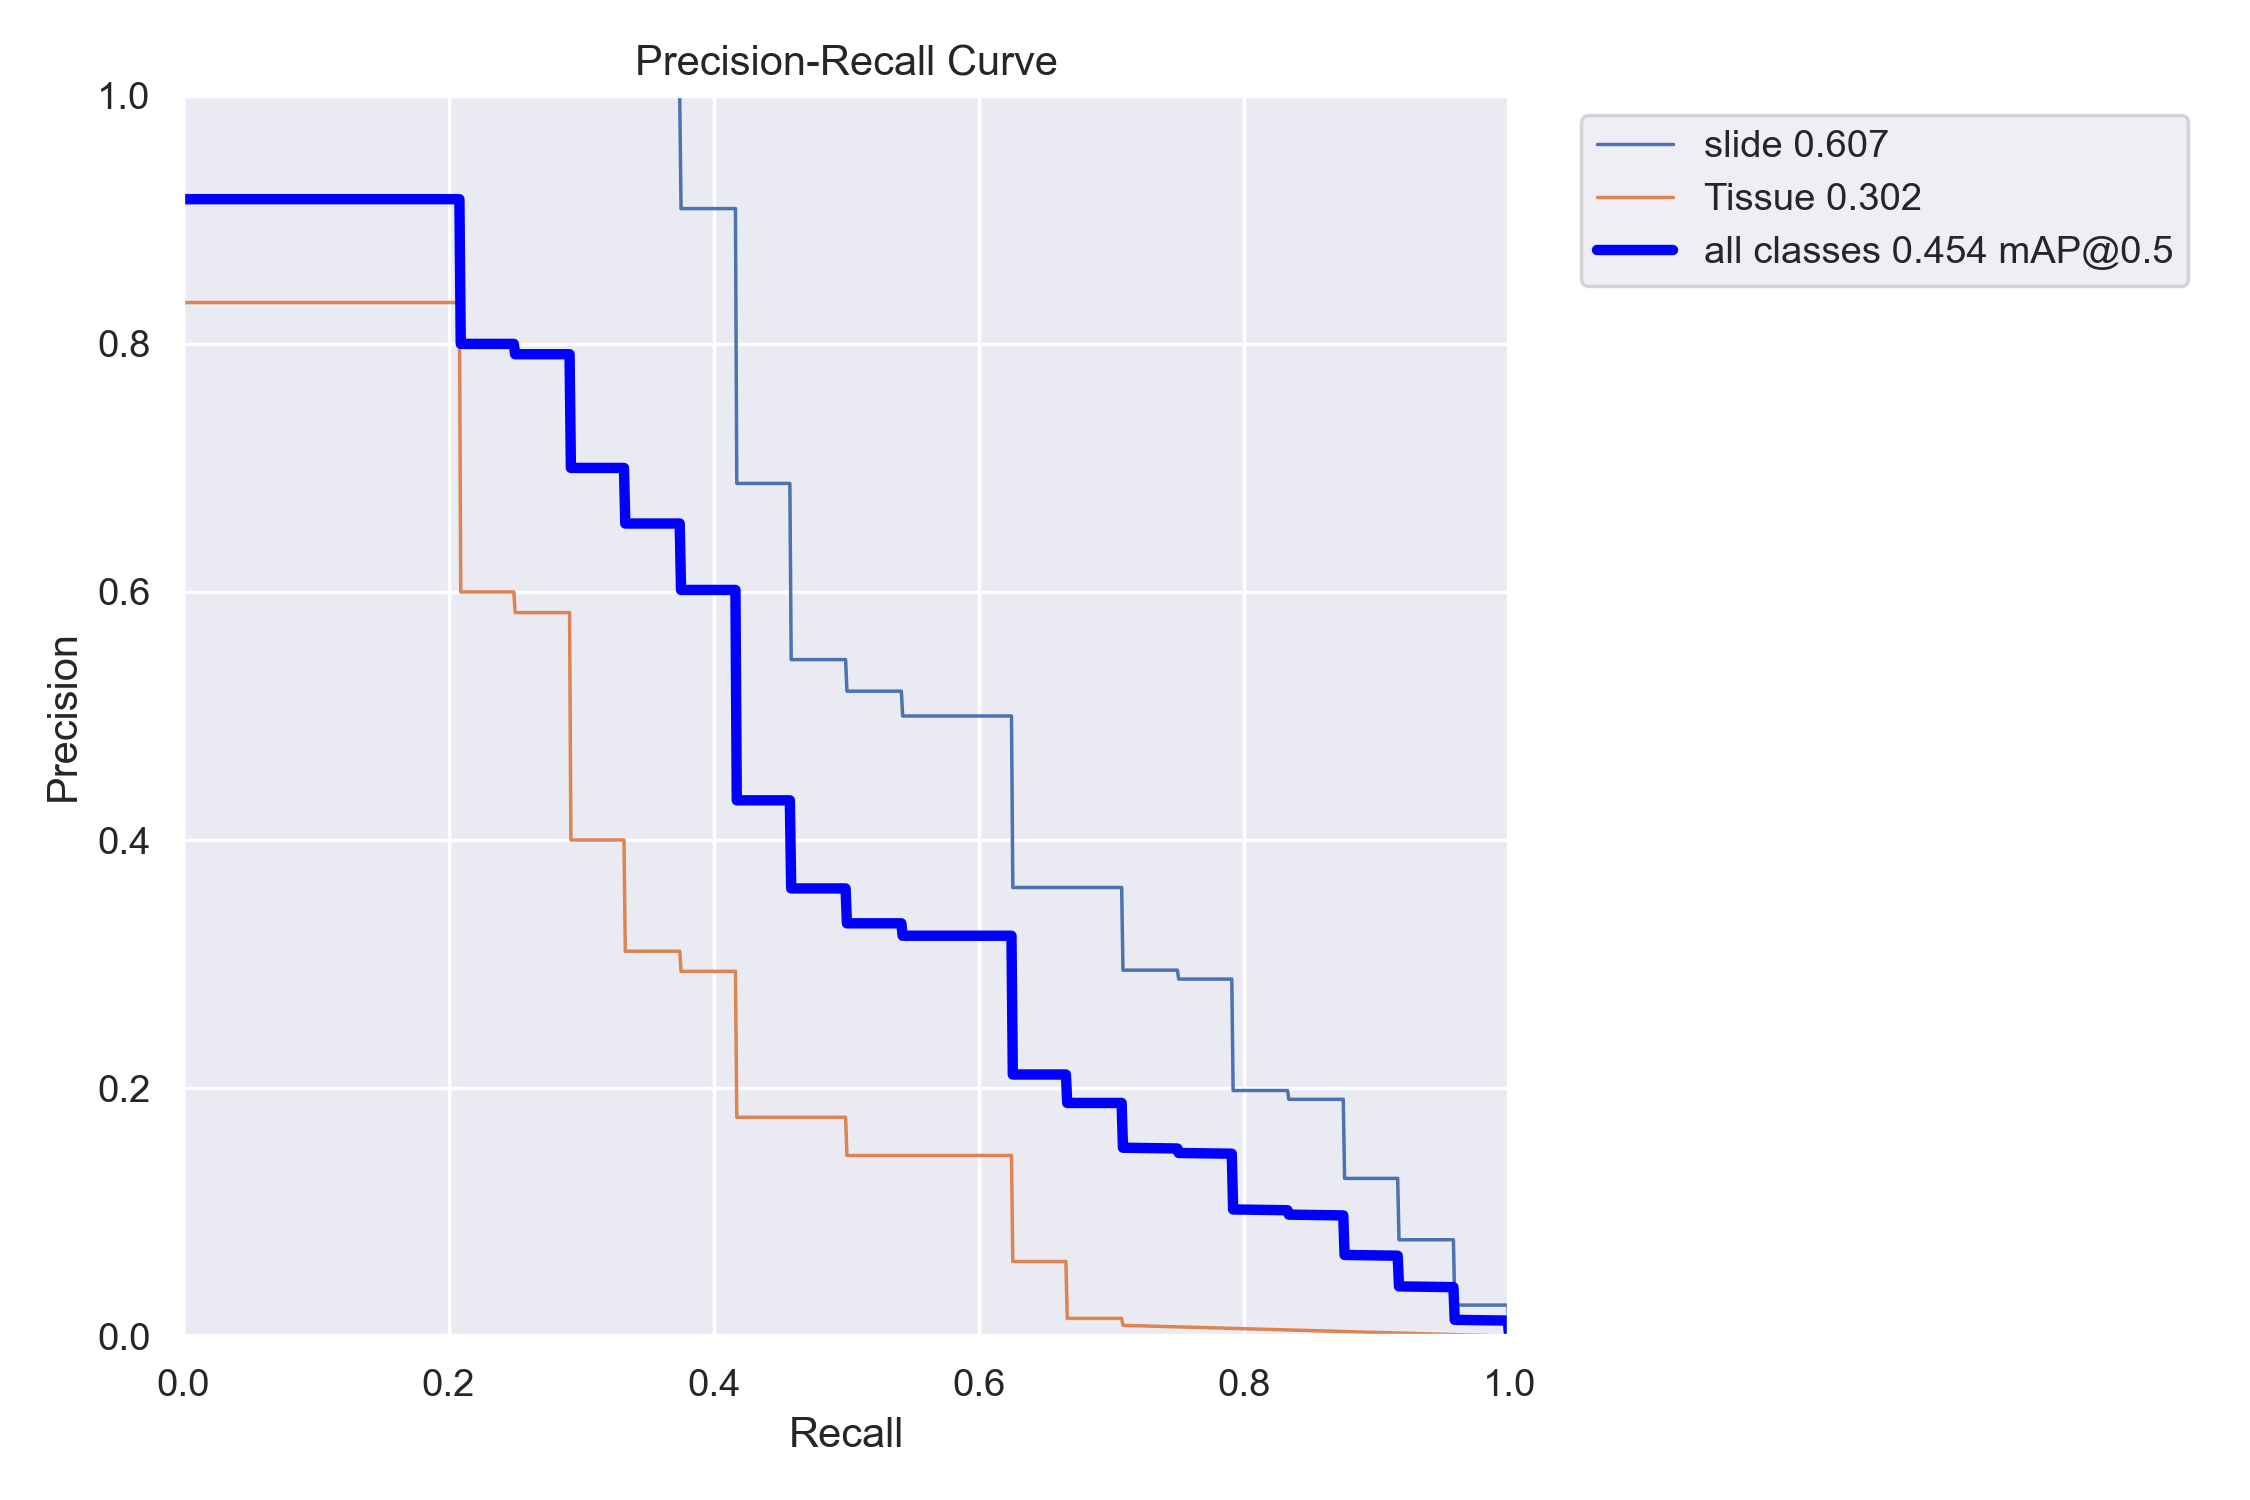 Precision-Recall Curve
1.0
0.8
0.6
0.4
0.2
0.0
Precision
0.0 0.2 0.4 0.6 0.8 1.0
Recall
slide 0.607
Tissue 0.302
all classes 0.454 mAP@0.5